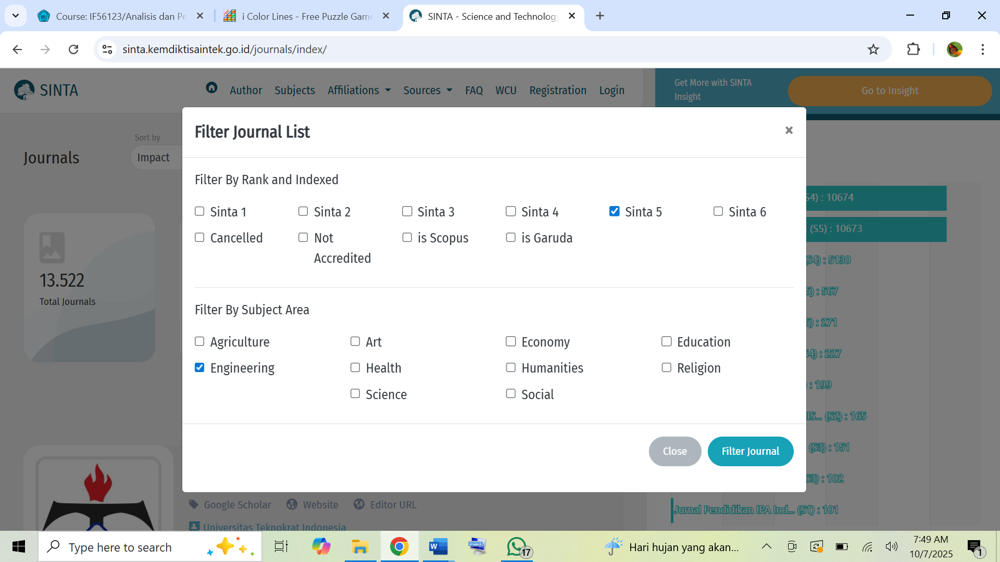 Course: IF56123/Analisis dan Pe
i Color Lines - Free Puzzle Game
SINTA - Science and Technology
sinta.kemdiktisaintek.go.id/journals/index/
SINTA
Author Subjects Affiliations Sources FAQ WCU Registration Login
Get More with SINTA
Insight
Go to Insight
Journals
Sort by
Impact
13.522
Total Journals
Filter Journal List
×
Filter By Rank and Indexed
Sinta 1 Sinta 2 Sinta 3 Sinta 4 Sinta 5 Sinta 6
Cancelled Not is Scopus is Garuda
Accredited
Filter By Subject Area
Agriculture Art Economy Education
Engineering Health Humanities Religion
Science Social
Close Filter Journal
S4) : 10674
(S5) : 10673
(S4) : 5130
5) : 567
5) : 271
S4) : 227
) : 199
IS... (S2) : 165
(S3) : 151
S3) : 102
Jurnal Pendidikan IPA Ind... (S1) : 101
Google Scholar Website Editor URL
Universitas Teknokrat Indonesia
Type here to search
17
Hari hujan yang akan...
7:49 AM
10/7/2025
1